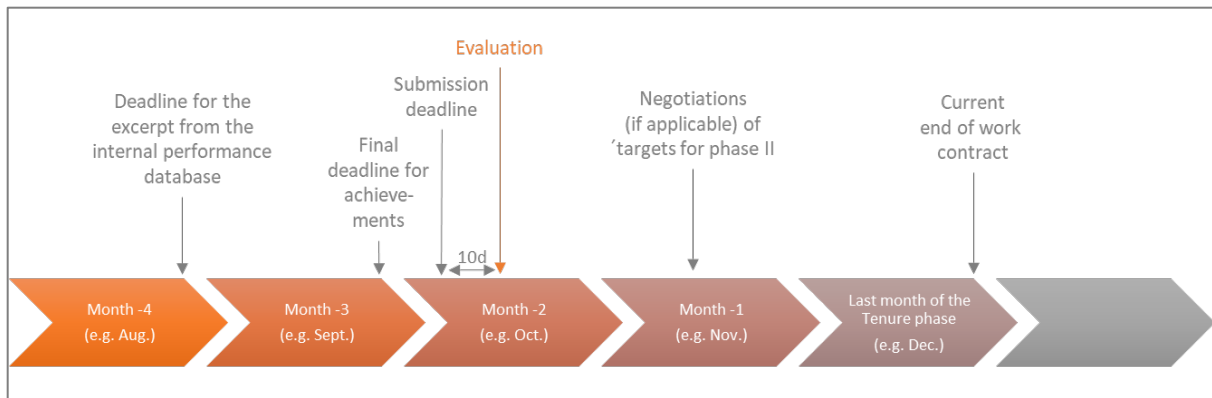 Evaluation
Deadline for the
excerpt from the
internal performance
database
Final
deadline for
achieve-
ments
Submission
deadline
10d
Negotiations
(if applicable) of
´targets for phase II
Current
end of work
contract
Month -4
(e.g. Aug.)
Month -3
(e.g. Sept.)
Month -2
(e.g. Oct.)
Month -1
(e.g. Nov.)
Last month of the
Tenure phase
(e.g. Dec.)